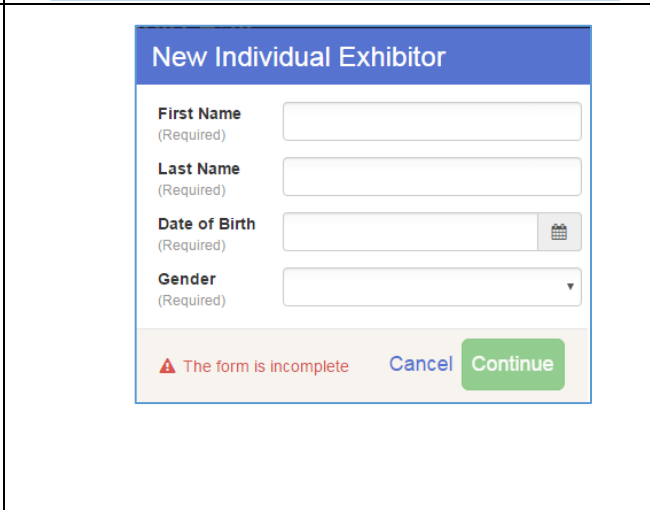 New Individual Exhibitor
First Name
(Required)
Last Name
(Required)
Date of Birth
(Required)
Gender
(Required)
The form is incomplete Cancel Continue